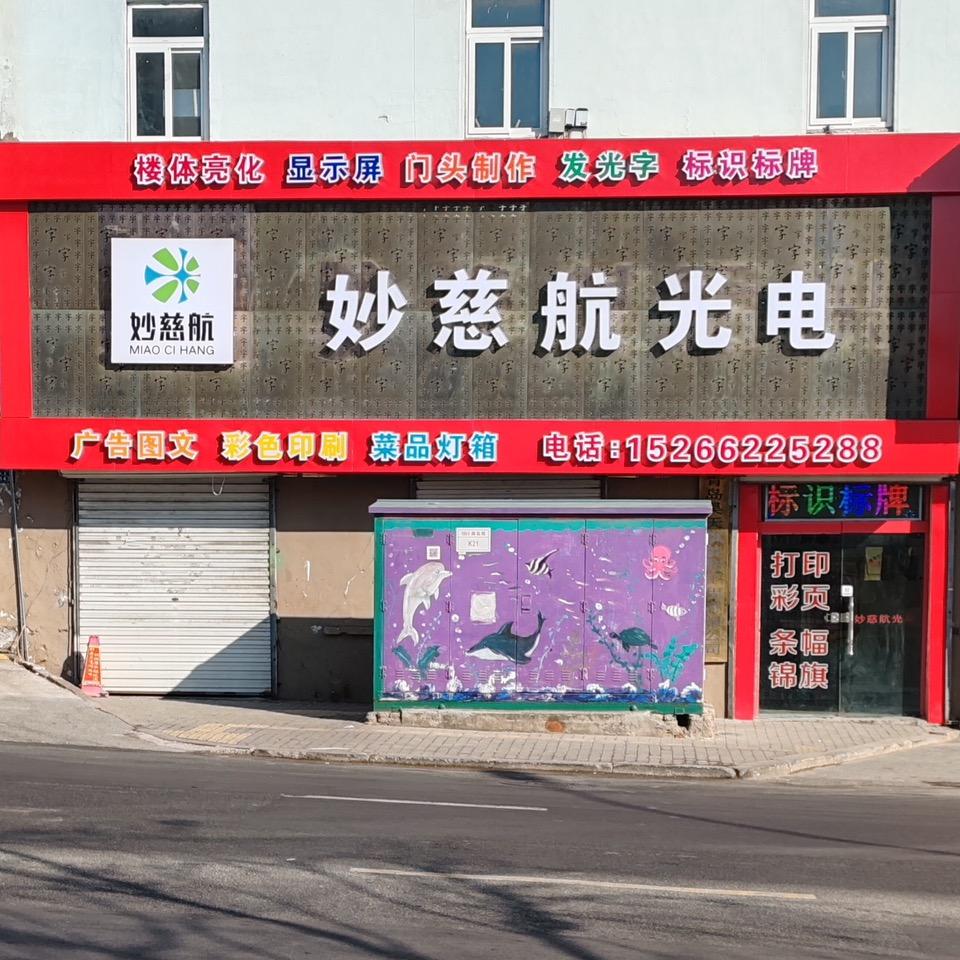 楼体亮化 显示屏 门头制作 发光字 标识标牌
妙慈航
MIAO CI HANG
妙慈航光电
广告图文 彩色印刷 菜品灯箱 电话:15266225288
标识标牌
K21
打印
彩页
条幅
锦旗
妙慈航光